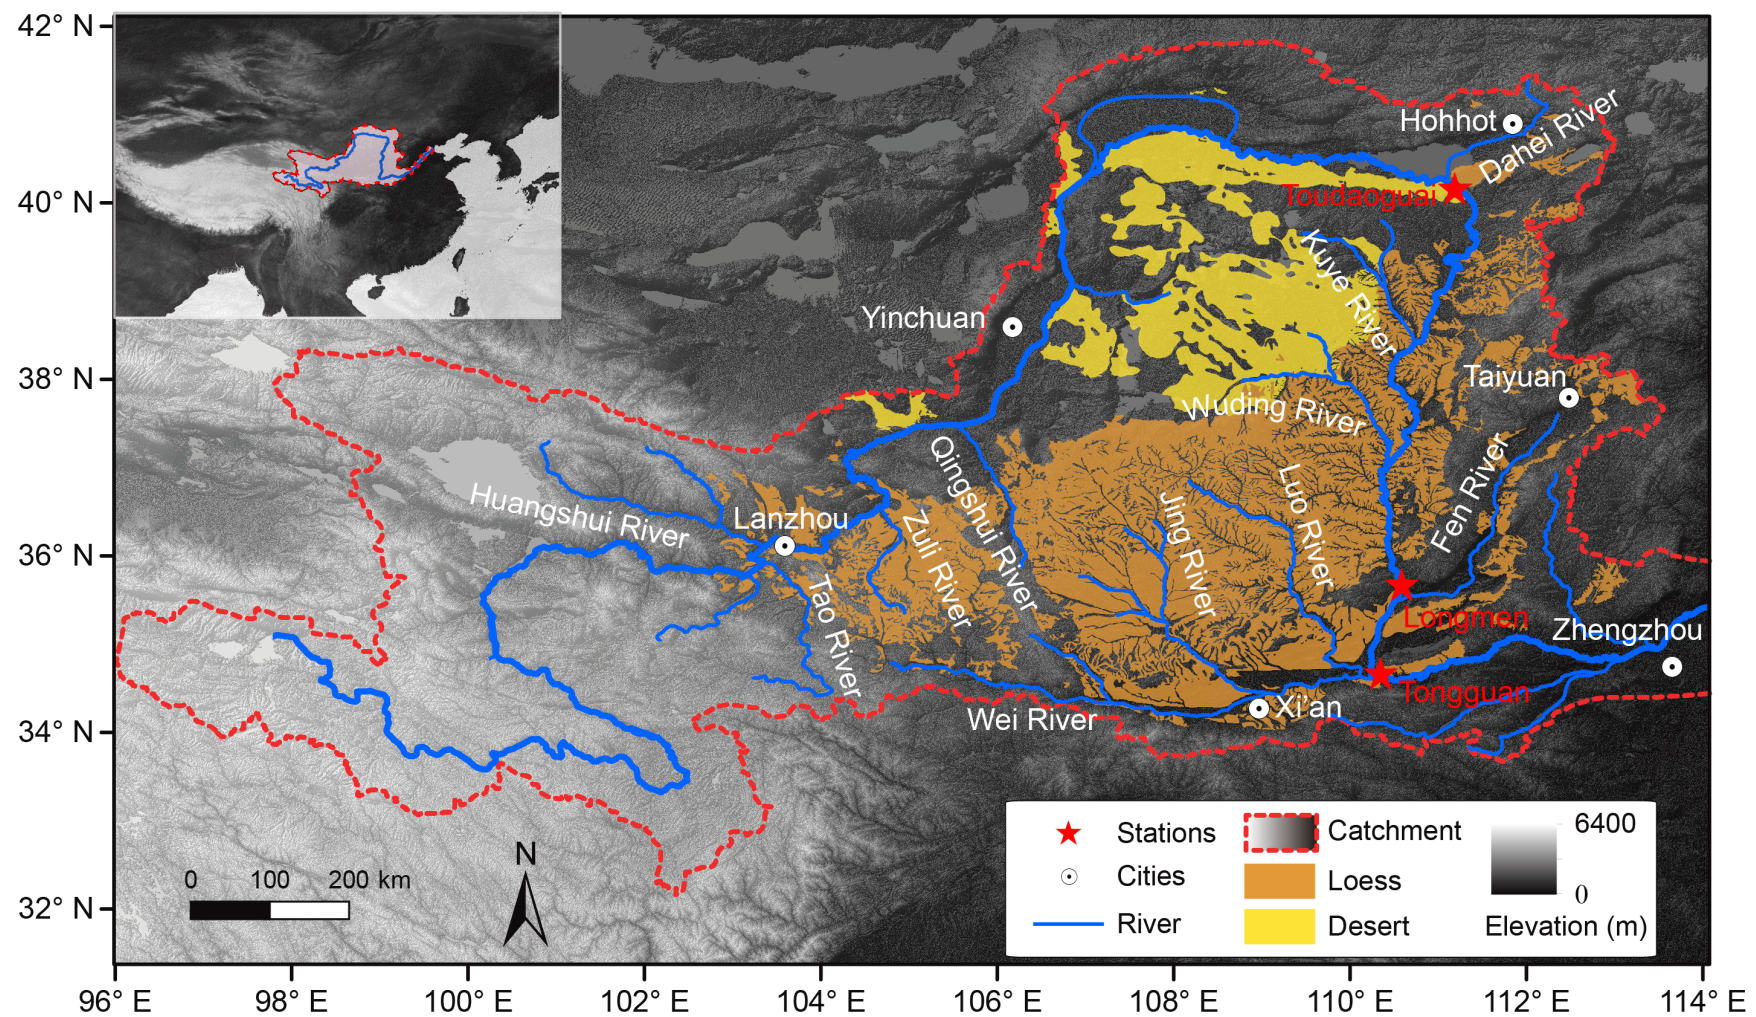 42° N
40° N
38° N
36° N
34° N
32° N
Hohhot
Dahei River
Toudaoguai
Kuye River
Yinchuan
Taiyuan
Wuding River
Qingshui River
Huangshui River
Lanzhou
Zuli River
Jing River
Luo River
Fen River
Tao River
Longmen
Zhengzhou
Tongguan
Xi'an
Wei River
N
0 100 200 km
Stations
Cities
River
Catchment
Loess
Desert
6400
0
Elevation (m)
96° E 98° E 100° E 102° E 104° E 106° E 108° E 110° E 112° E 114° E